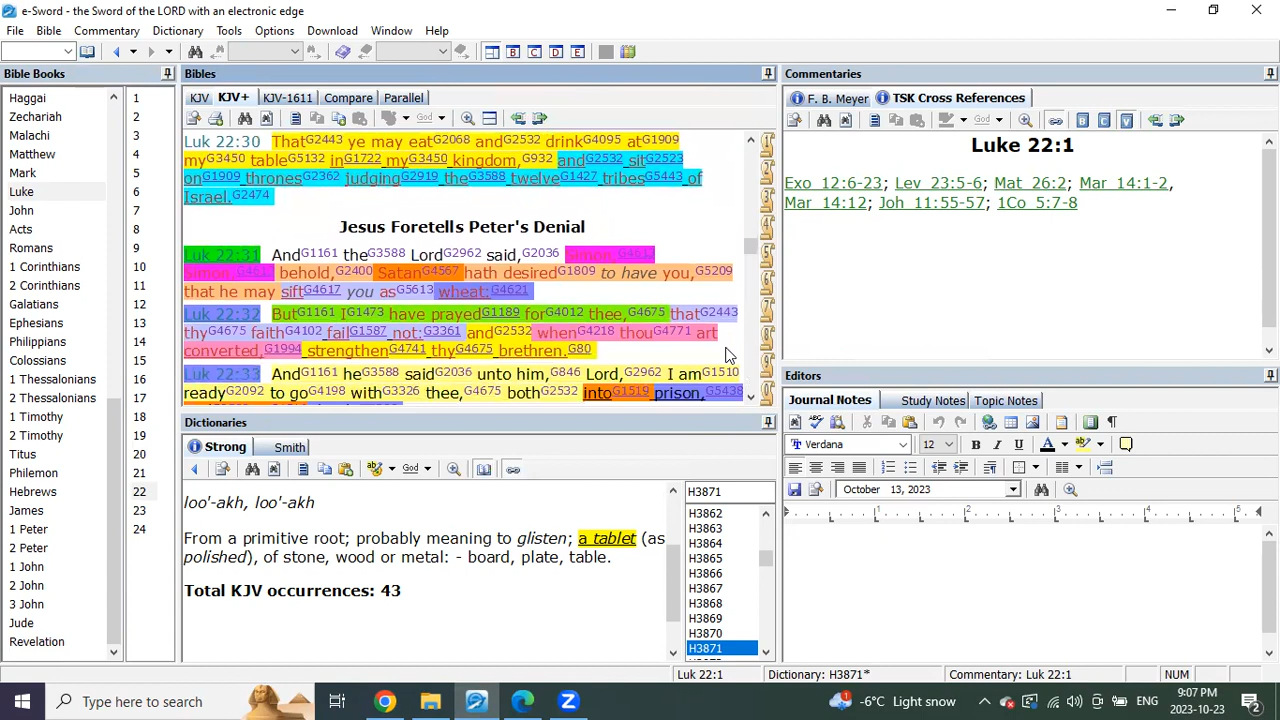 e-Sword - the Sword of the LORD with an electronic edge
File Bible Commentary Dictionary Tools Options Download Window Help
B C D E
Bible Books
Haggai
Zechariah
Malachi
Matthew
Mark
Luke
John
Acts
Romans
1 Corinthians
2 Corinthians
Galatians
Ephesians
Philippians
Colossians
1 Thessalonians
2 Thessalonians
1 Timothy
2 Timothy
Titus
Philemon
Hebrews
James
1 Peter
2 Peter
1 John
2 John
3 John
Jude
Revelation
1
2
3
4
5
6
7
8
9
10
11
12
13
14
15
16
17
18
19
20
21
22
23
24
Bibles
KJV KJV+ KJV-1611 Compare Parallel
God
Luk 22:30 ThatG2443 ye may eatG2068 andG2532 drinkG4095 atG1909
myG3450 tableG5132 inG1722 myG3450 kingdom,G932 andG2532 sitG2523
onG1909 thronesG2362 judgingG2919 theG3588 twelveG1427 tribesG5443 of
Israel.G2474
Jesus Foretells Peter's Denial
Luk 22:31 AndG1161 theG3588 LordG2962 said,G2036 Simon,G4613
Simon,G4613 behold,G2400 SatanG4567 hath desiredG1809 to have you,G5209
that he may siftG4617 you asG5613 wheat:G4621
Luk 22:32 ButG1161 IG1473 have prayedG1189 forG4012 thee,G4675 thatG2443
thyG4675 faithG4102 failG1587 not:G3361 andG2532 whenG4218 thouG4771 art
converted,G1994 strengthenG4741 thyG4675 brethren.G80
Luk 22:33 AndG1161 heG3588 saidG2036 unto him,G846 Lord,G2962 I amG1510
readyG2092 to goG4198 withG3326 thee,G4675 bothG2532 intoG1519 prison,G5438
Dictionaries
Strong Smith
God
loo'-akh, loo'-akh
From a primitive root; probably meaning to glisten; a tablet (as
polished), of stone, wood or metal: - board, plate, table.
Total KJV occurrences: 43
H3871
H3862
H3863
H3864
H3865
H3866
H3867
H3868
H3869
H3870
H3871
Commentaries
F. B. Meyer TSK Cross References
God B C V
Luke 22:1
Exo 12:6-23; Lev 23:5-6; Mat 26:2; Mar 14:1-2,
Mar 14:12; Joh 11:55-57; 1Co 5:7-8
Editors
Journal Notes Study Notes Topic Notes
Verdana 12 B I U A
October 13, 2023
1 2 3 4 5
Luk 22:1 Dictionary: H3871* Commentary: Luk 22:1 NUM
Type here to search
-6°C Light snow ENG 9:07 PM
2023-10-23 2